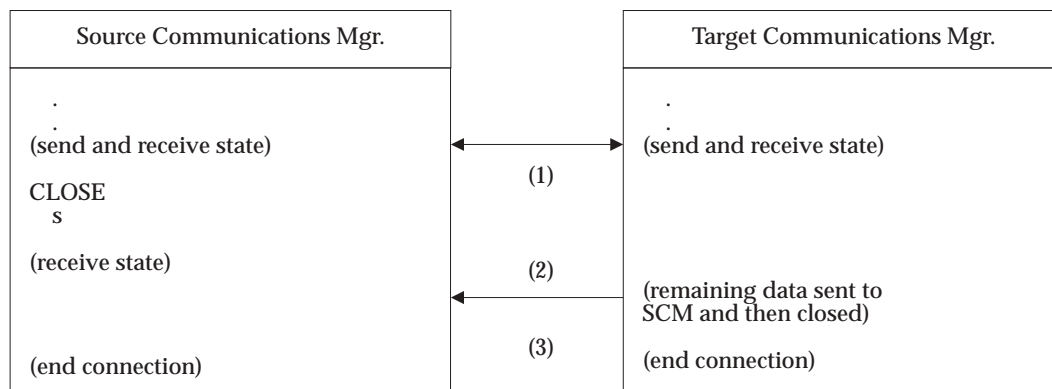 Source Communications Mgr.
Target Communications Mgr.
.
.
.
.
(send and receive state)
(send and receive state)
(1)
CLOSE
s
(receive state)
(2)
(remaining data sent to
SCM and then closed)
(3)
(end connection)
(end connection)